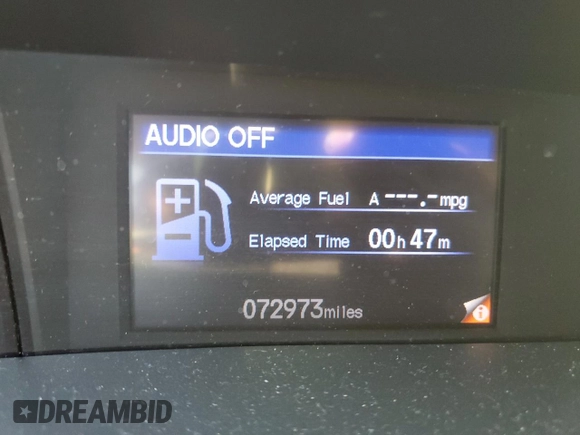 AUDIO OFF
Average Fuel A ---.- mpg
Elapsed Time 00h 47m
072973miles
i
DREAMBID